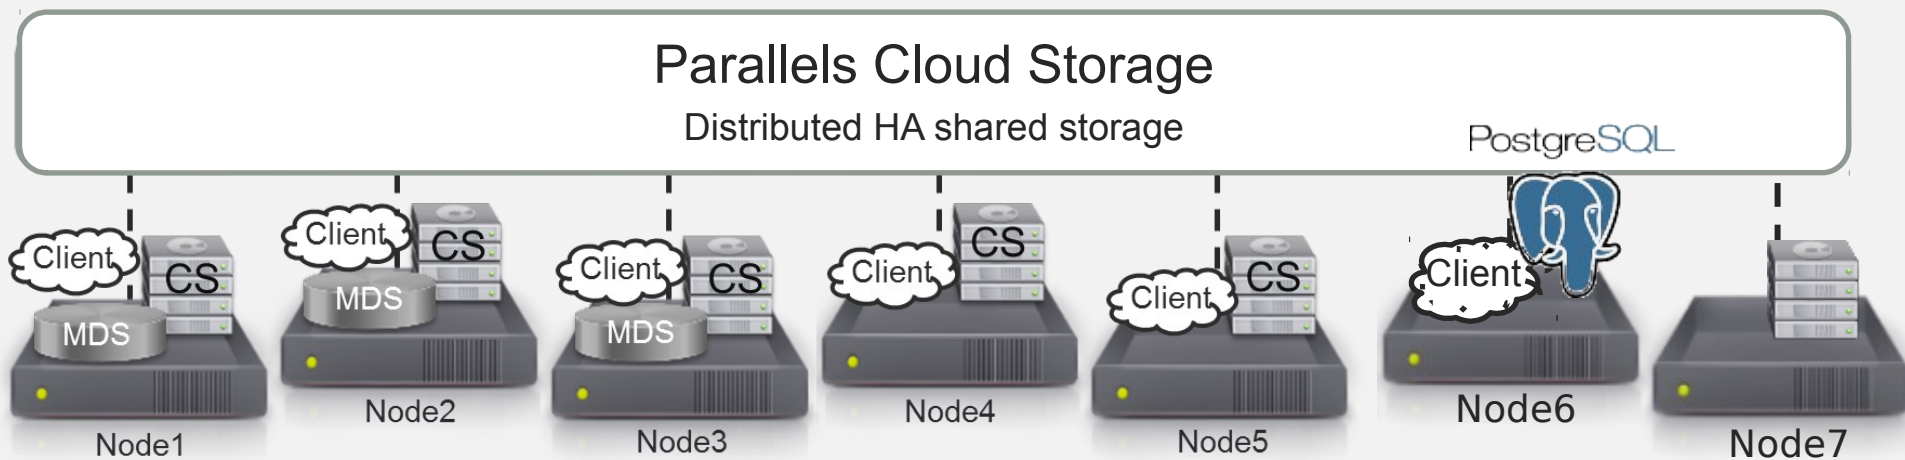 Parallels Cloud Storage
Distributed HA shared storage
PostgreSQL
Client
CS
MDS
Node1
Client
CS
MDS
Node2
Client
CS
MDS
Node3
Client
CS
Node4
Client
CS
Node5
Client
Node6
Node7